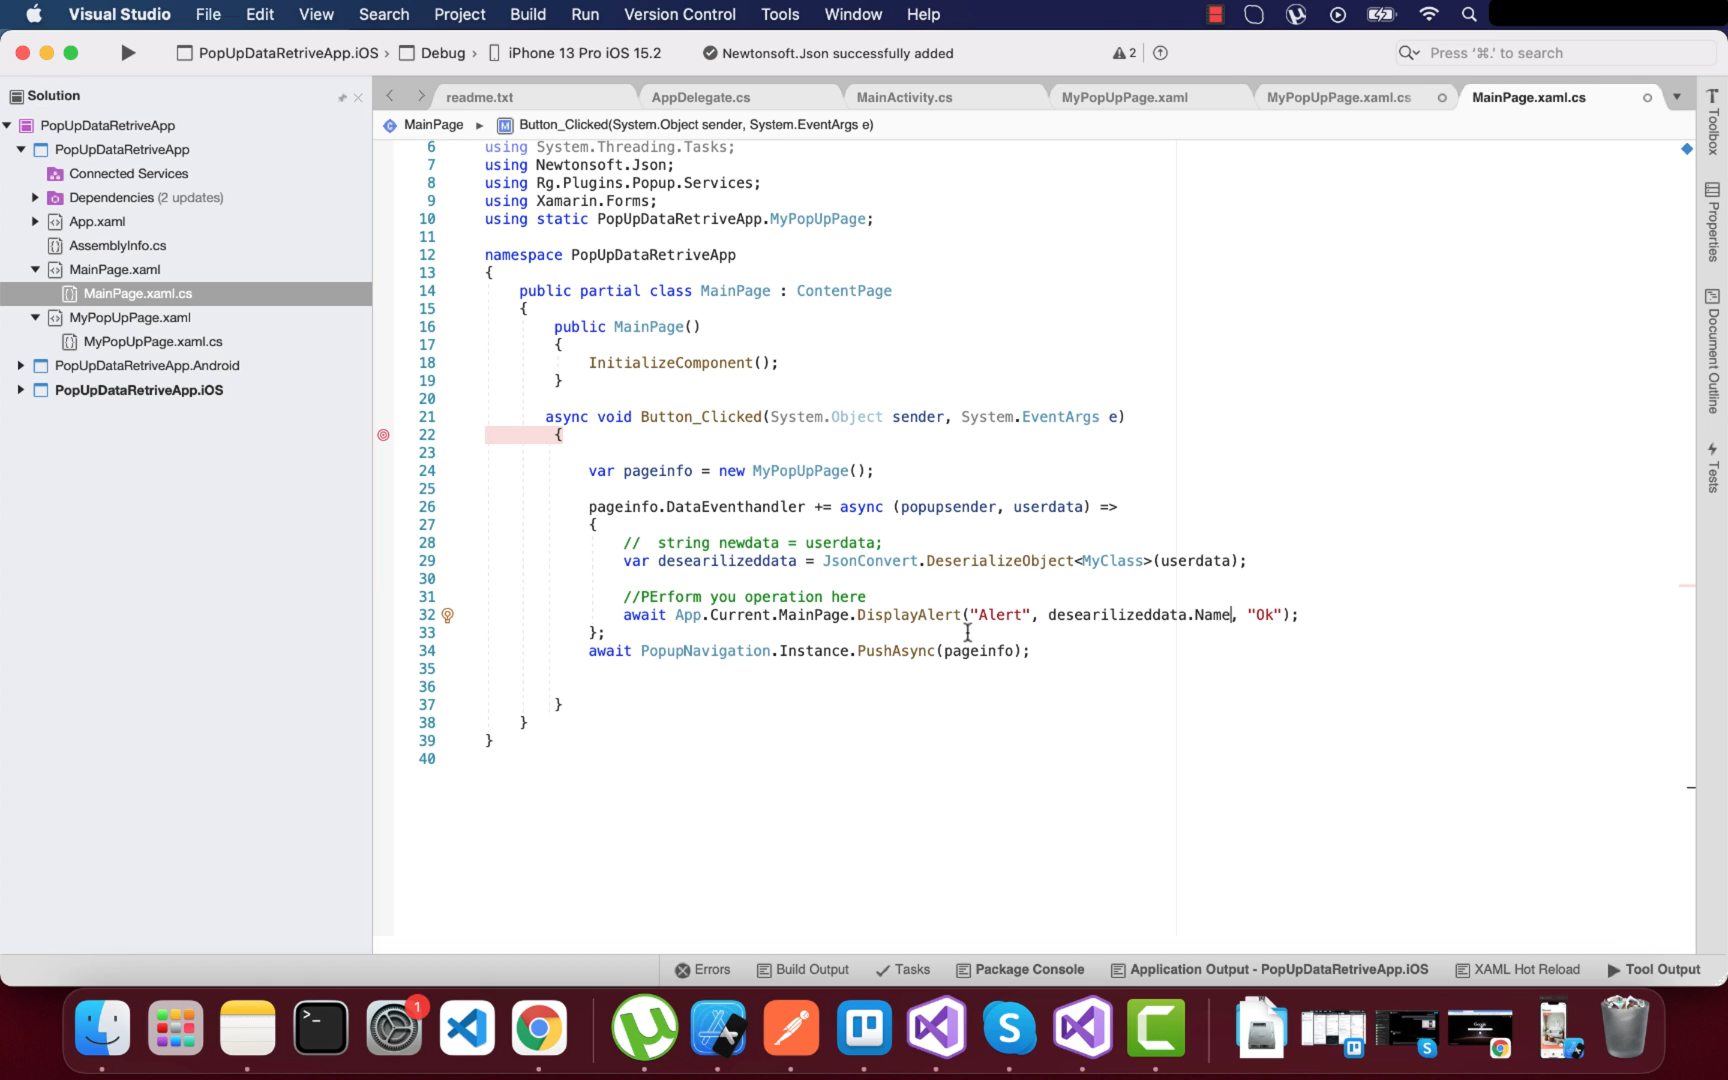 Visual Studio File Edit View Search Project Build Run Version Control Tools Window Help
PopUpDataRetriveApp.iOS › Debug › iPhone 13 Pro iOS 15.2 Newtonsoft.Json successfully added 2 Press '⌘.' to search
Solution
readme.txt AppDelegate.cs MainActivity.cs MyPopUpPage.xaml MyPopUpPage.xaml.cs MainPage.xaml.cs
MainPage Button_Clicked(System.Object sender, System.EventArgs e)
PopUpDataRetriveApp
PopUpDataRetriveApp
Connected Services
Dependencies (2 updates)
App.xaml
AssemblyInfo.cs
MainPage.xaml
MainPage.xaml.cs
MyPopUpPage.xaml
MyPopUpPage.xaml.cs
PopUpDataRetriveApp.Android
PopUpDataRetriveApp.iOS
6 using System.Threading.Tasks;
7 using Newtonsoft.Json;
8 using Rg.Plugins.Popup.Services;
9 using Xamarin.Forms;
10 using static PopUpDataRetriveApp.MyPopUpPage;
11
12 namespace PopUpDataRetriveApp
13 {
14 public partial class MainPage : ContentPage
15 {
16 public MainPage()
17 {
18 InitializeComponent();
19 }
20
21 async void Button_Clicked(System.Object sender, System.EventArgs e)
22 {
23
24 var pageinfo = new MyPopUpPage();
25
26 pageinfo.DataEventhandler += async (popupsender, userdata) =>
27 {
28 // string newdata = userdata;
29 var desearilizeddata = JsonConvert.DeserializeObject<MyClass>(userdata);
30
31 //PErform you operation here
32 await App.Current.MainPage.DisplayAlert("Alert", desearilizeddata.Name, "Ok");
33 };
34 await PopupNavigation.Instance.PushAsync(pageinfo);
35
36
37 }
38 }
39 }
40
Toolbox
Properties
Document Outline
Tests
Errors Build Output Tasks Package Console Application Output - PopUpDataRetriveApp.iOS XAML Hot Reload Tool Output
1